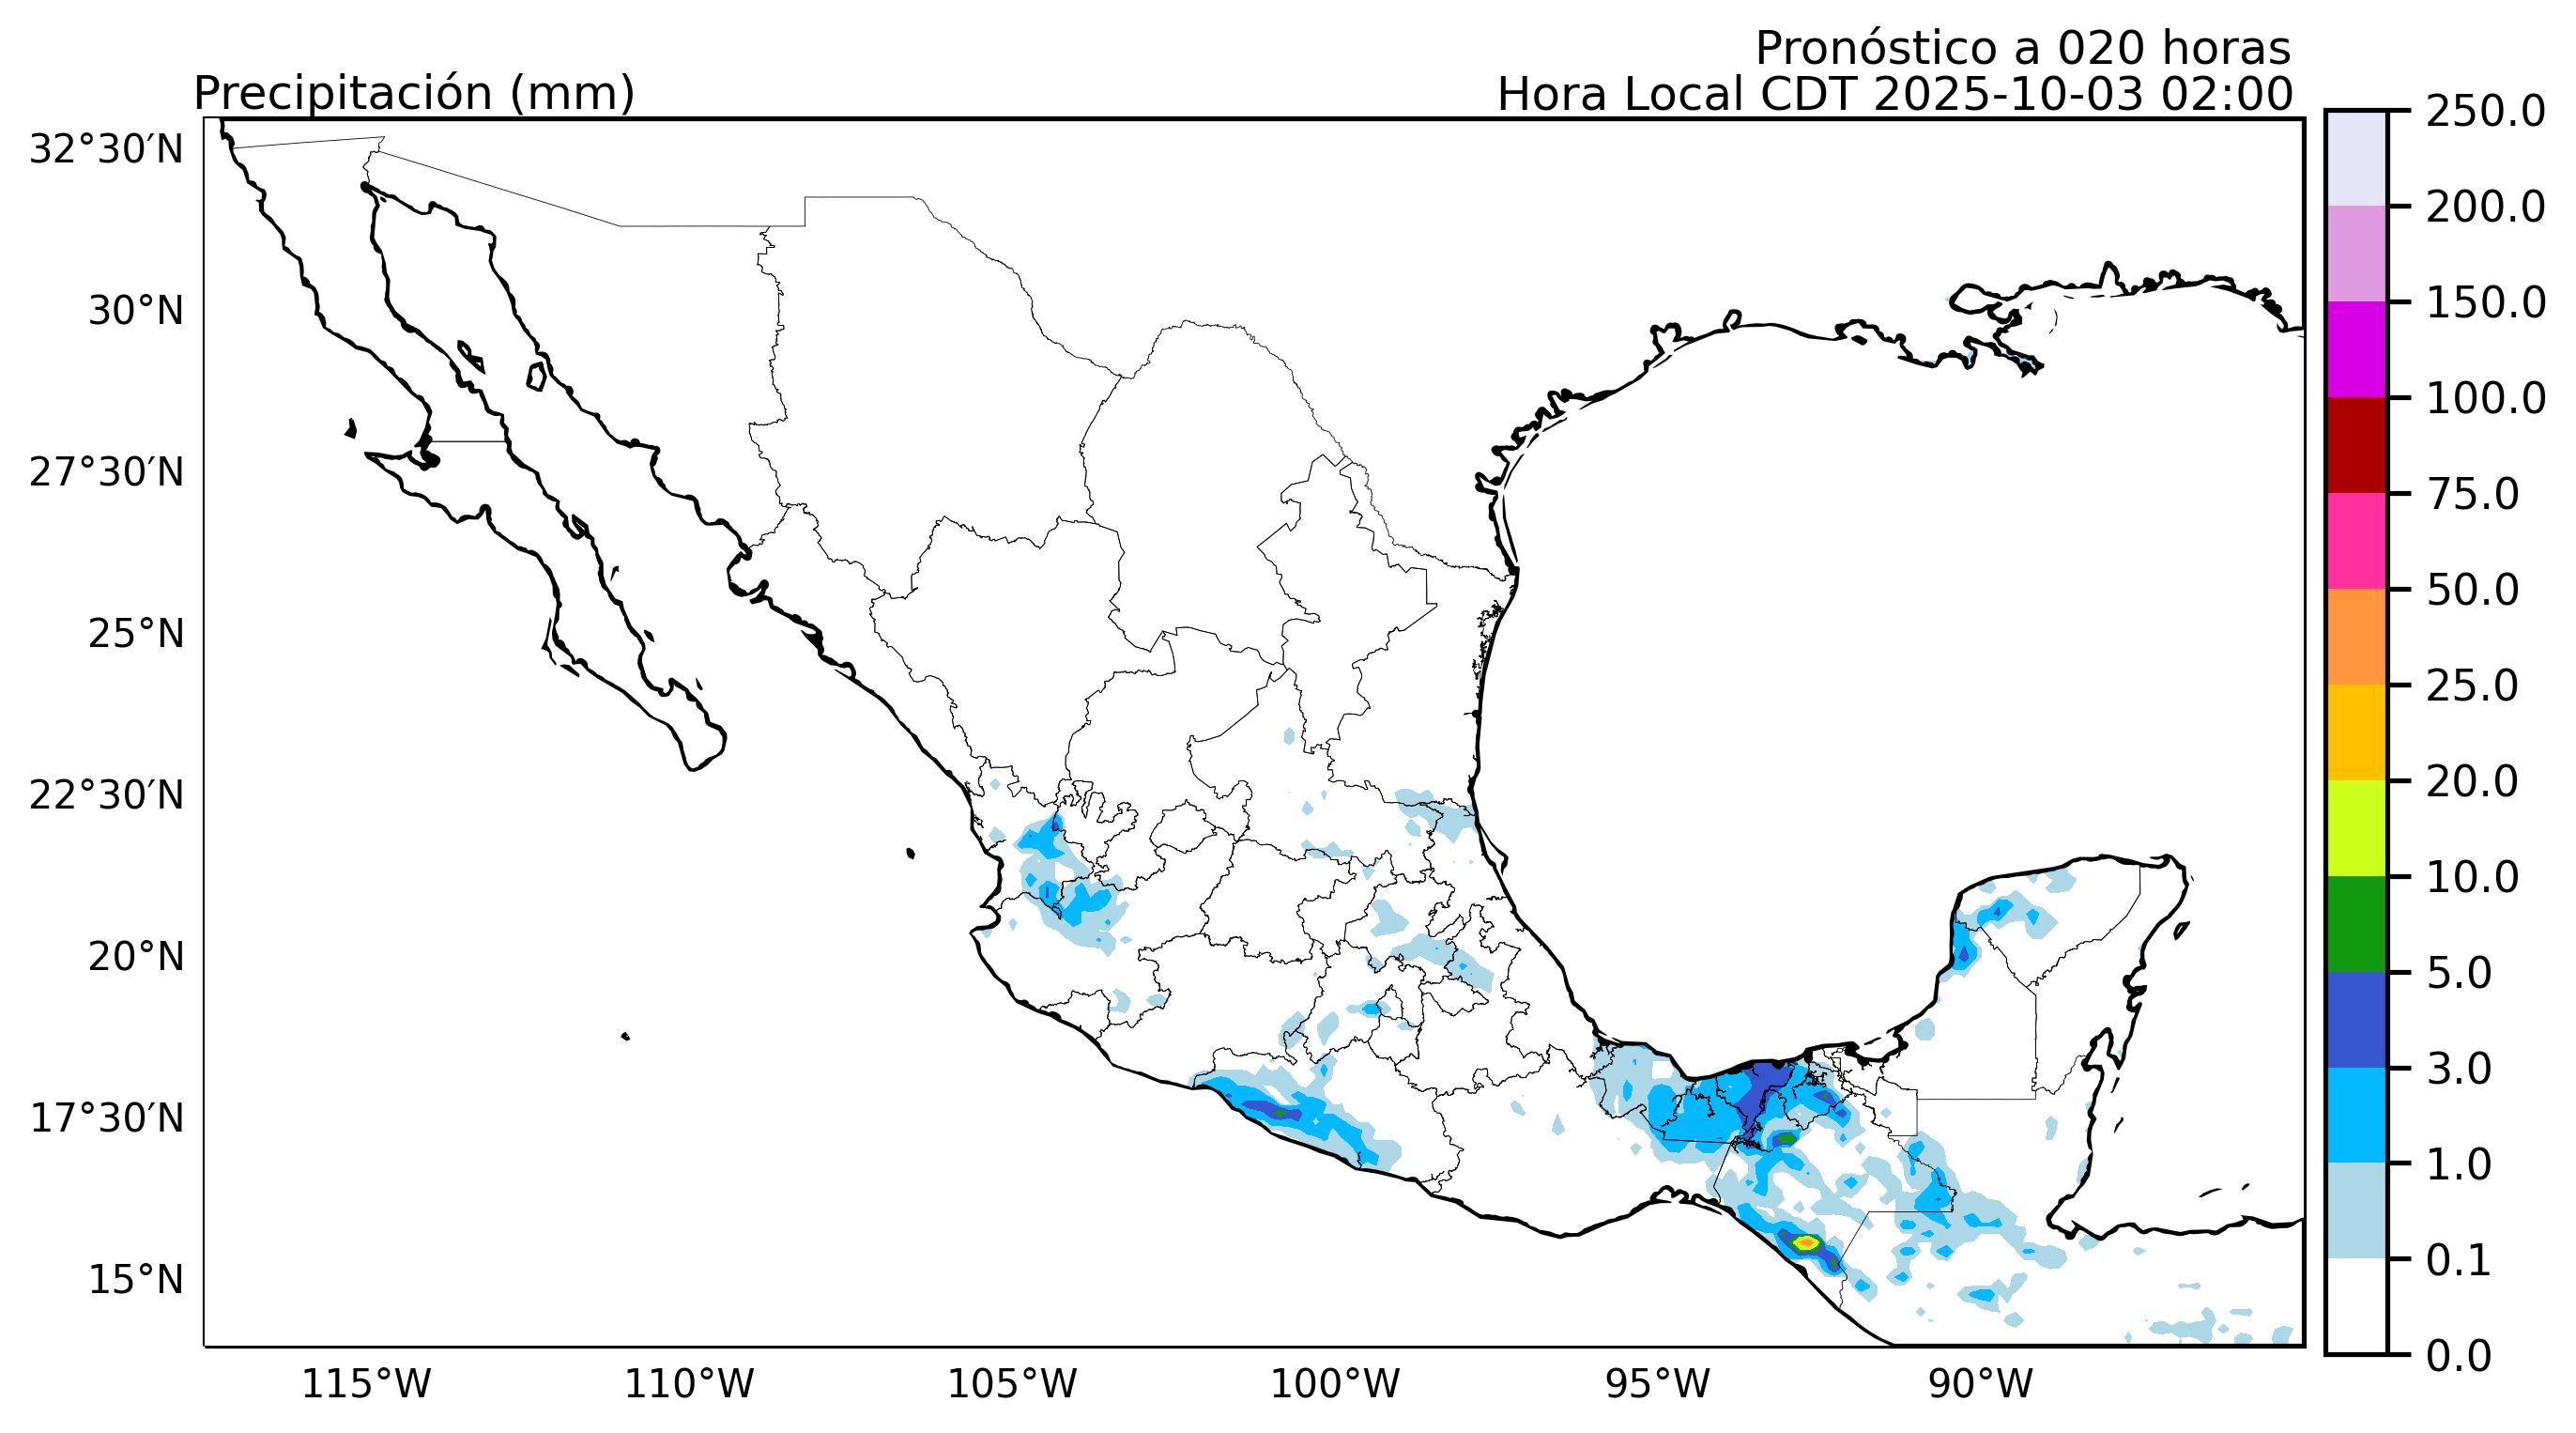 Pronóstico a 020 horas
Precipitación (mm)
Hora Local CDT 2025-10-03 02:00
32°30′N
30°N
27°30′N
25°N
22°30′N
20°N
17°30′N
15°N
115°W
110°W
105°W
100°W
95°W
90°W
250.0
200.0
150.0
100.0
75.0
50.0
25.0
20.0
10.0
5.0
3.0
1.0
0.1
0.0